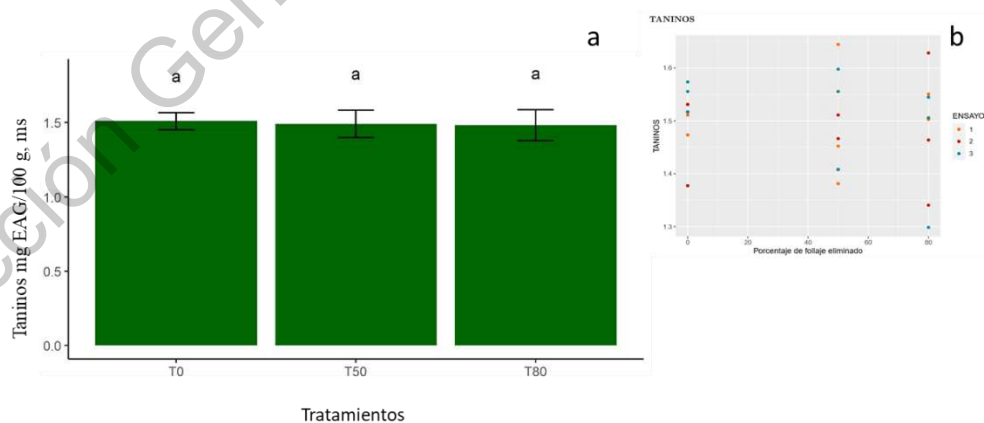 a
a
a
a
Taninos mg EAG/100 g, ms
1.5
1.0
0.5
0.0
T0
T50
T80
Tratamientos
TANINOS
b
TANINOS
1.6
1.5
1.4
1.3
0
20
40
60
80
Porcentaje de follaje eliminado
ENSAYO
1
2
3